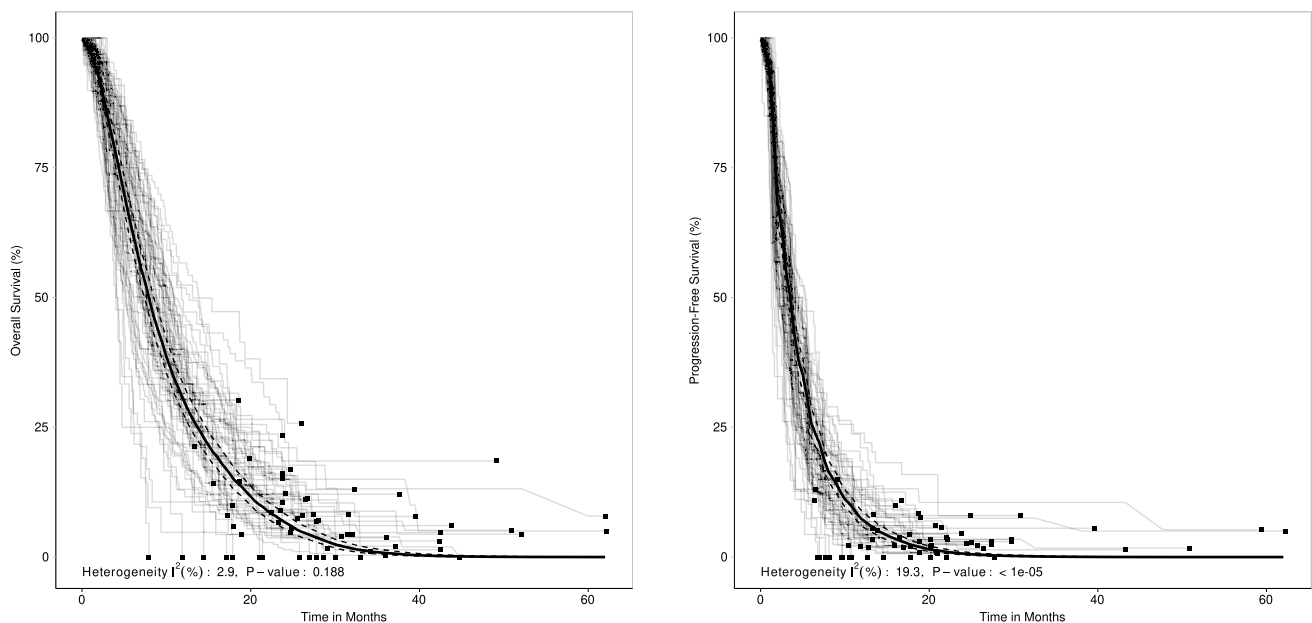 100
75
50
25
0
Overall Survival (%)
Heterogeneity I²(%) : 2.9, P−value : 0.188
0 20 40 60
Time in Months
100
75
50
25
0
Progression-Free Survival (%)
Heterogeneity I²(%) : 19.3, P−value : < 1e-05
0 20 40 60
Time in Months